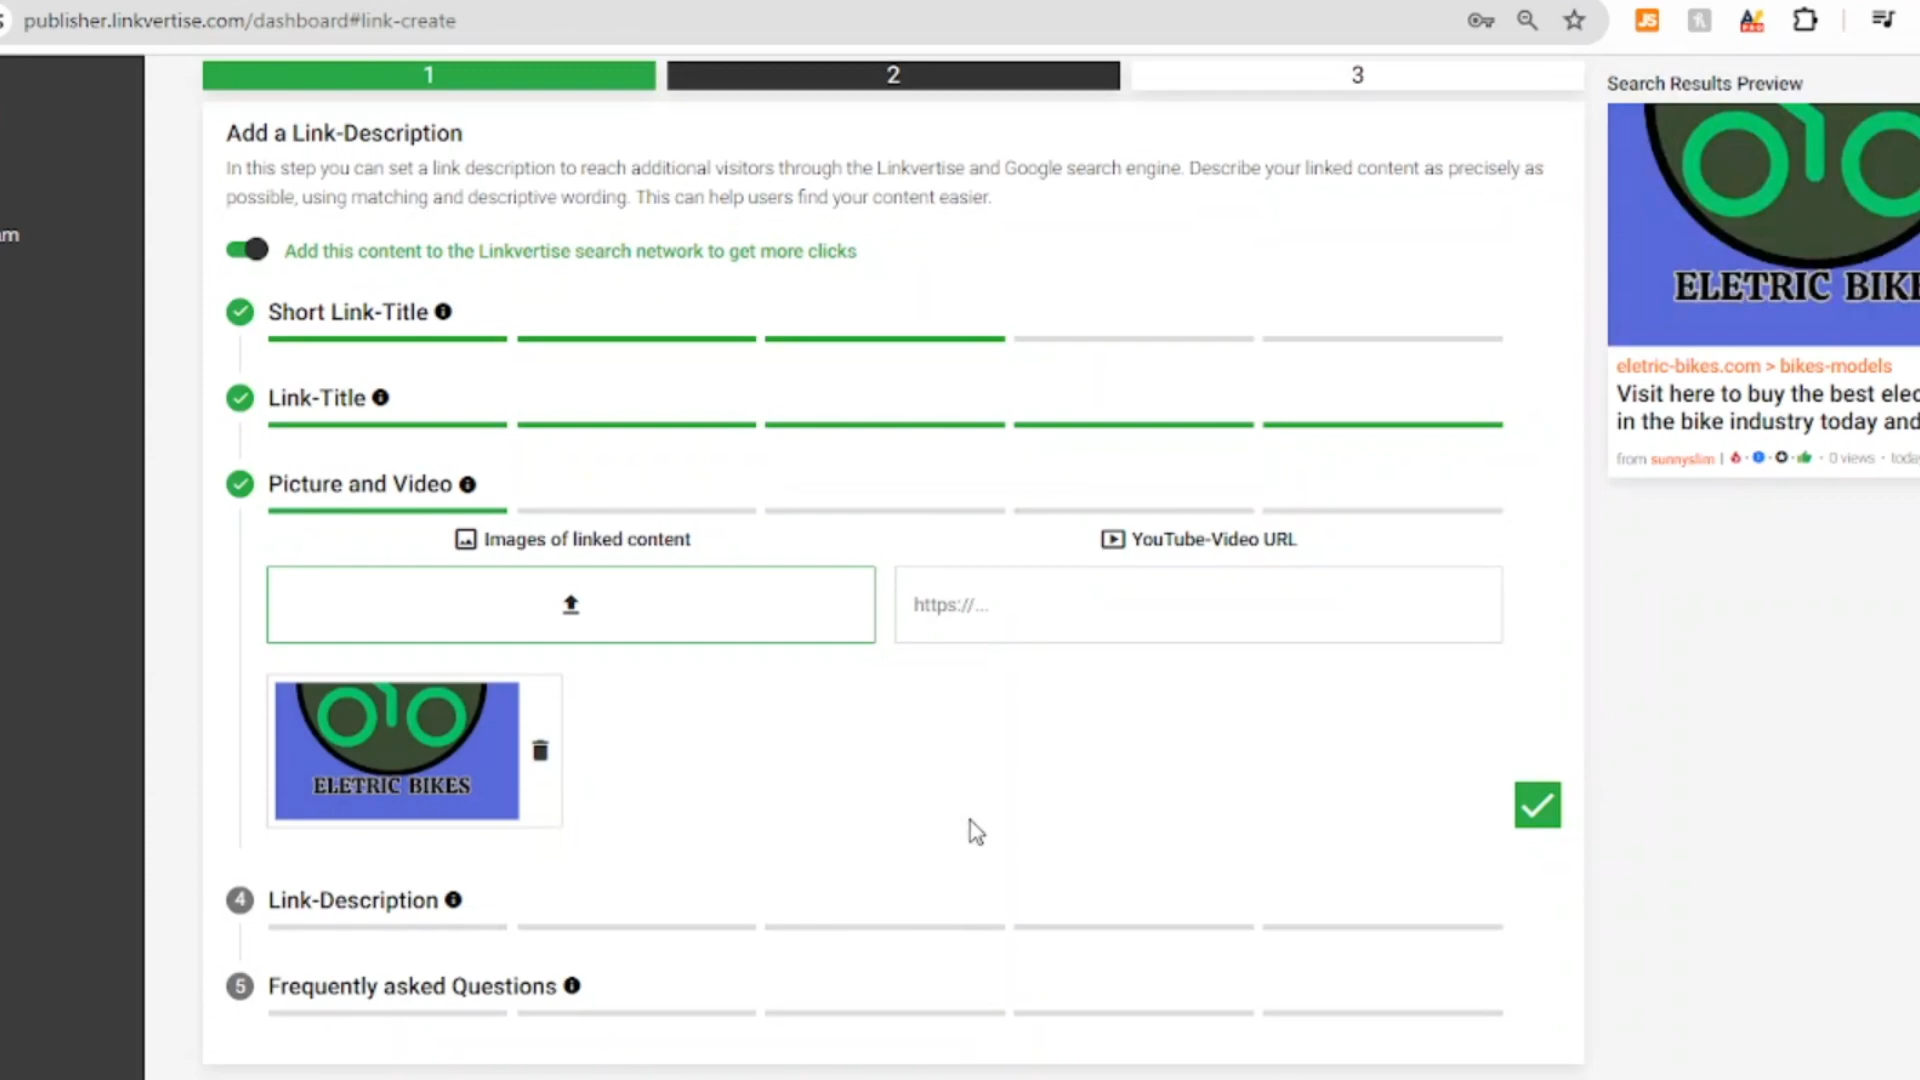 publisher.linkvertise.com/dashboard#link-create
1
2
3
Search Results Preview
Add a Link-Description
In this step you can set a link description to reach additional visitors through the Linkvertise and Google search engine. Describe your linked content as precisely as
possible, using matching and descriptive wording. This can help users find your content easier.
Add this content to the Linkvertise search network to get more clicks
Short Link-Title
Link-Title
Picture and Video
Images of linked content
YouTube-Video URL
https://...
ELETRIC BIKES
4 Link-Description
5 Frequently asked Questions
ELETRIC
eletric-bikes.com > bikes-models
Visit here to buy the best
in the bike industry today and
from sunnyslim | 0 views
JS